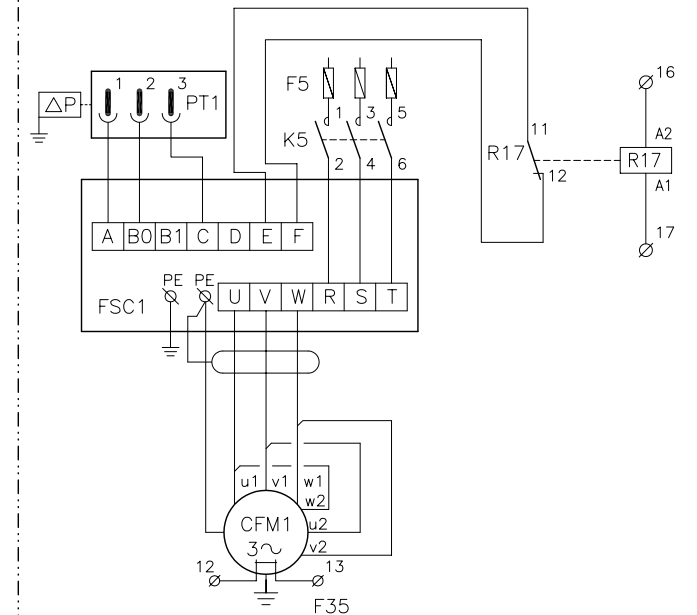 16
1 2 3
F5
△P
PT1
1 3 5
11
A2
K5
R17
R17
2 4 6
12
A1
A B0 B1 C D E F
17
PE PE
U V W R S T
FSC1
u1 v1 w1
w2
CFM1
u2
3~
v2
12
13
F35